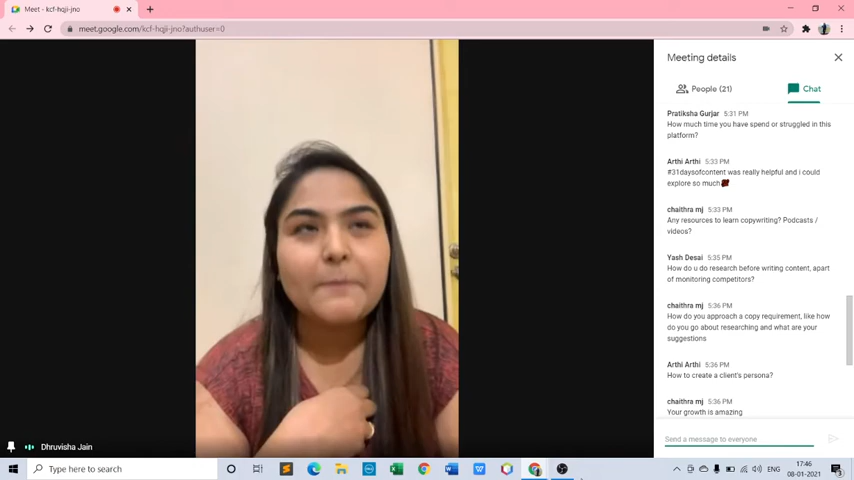 Meet - kcf-hqji-jno
meet.google.com/kcf-hqji-jno?authuser=0
Meeting details
People (21)
Chat
Pratiksha Gurjar 5:31 PM
How much time you have spend or struggled in this
platform?
Arthi Arthi 5:33 PM
#31daysofcontent was really helpful and i could
explore so much
chaithra mj 5:33 PM
Any resources to learn copywriting? Podcasts /
videos?
Yash Desai 5:35 PM
How do u do research before writing content, apart
of monitoring competitors?
chaithra mj 5:36 PM
How do you approach a copy requirement, like how
do you go about researching and what are your
suggestions
Arthi Arthi 5:36 PM
How to create a client's persona?
chaithra mj 5:36 PM
Your growth is amazing
Send a message to everyone
Dhruvisha Jain
Type here to search
ENG
17:46
08-01-2021